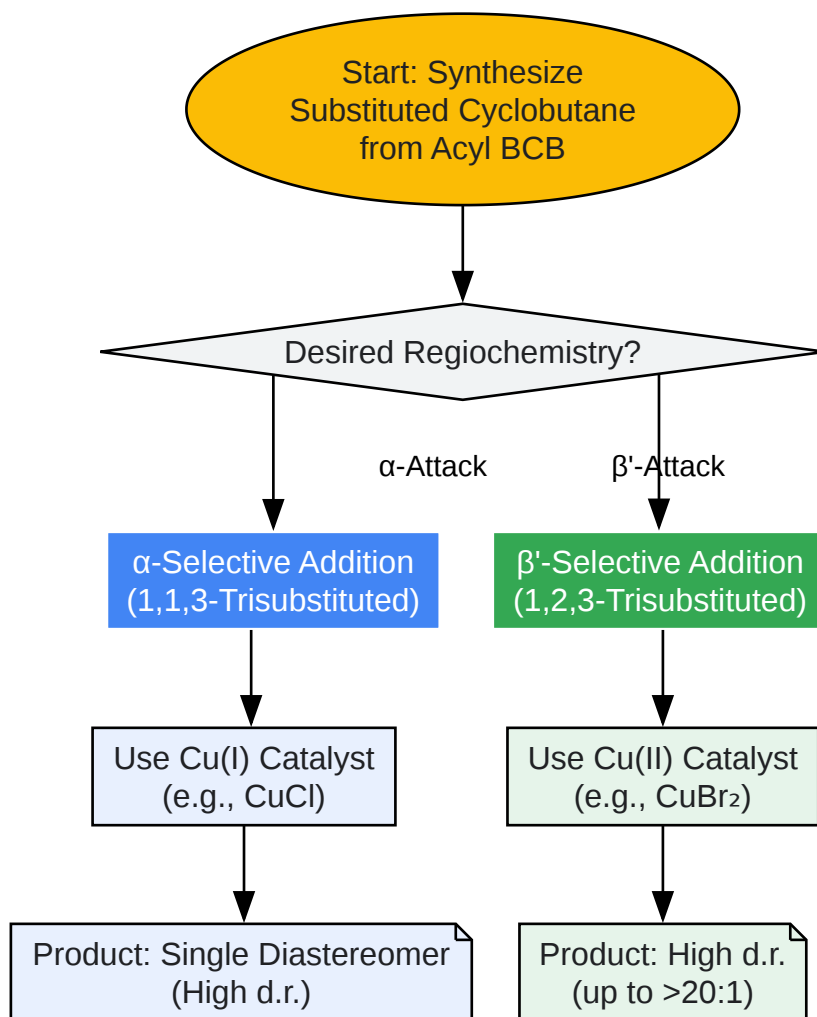 Start: Synthesize
Substituted Cyclobutane
from Acyl BCB
Desired Regiochemistry?
α-Attack
β'-Attack
α-Selective Addition
(1,1,3-Trisubstituted)
β'-Selective Addition
(1,2,3-Trisubstituted)
Use Cu(I) Catalyst
(e.g., CuCl)
Use Cu(II) Catalyst
(e.g., CuBr₂)
Product: Single Diastereomer
(High d.r.)
Product: High d.r.
(up to >20:1)